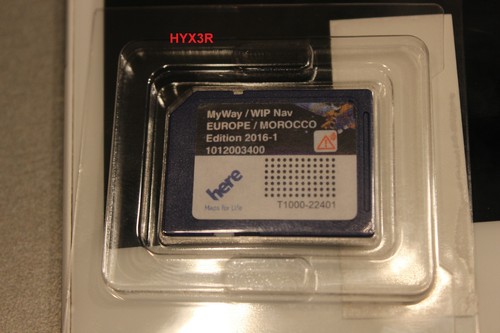 HYX3R
MyWay / WIP Nav
EUROPE / MOROCCO
Edition 2016-1
1012003400
here
Maps for Life
T1000-22401